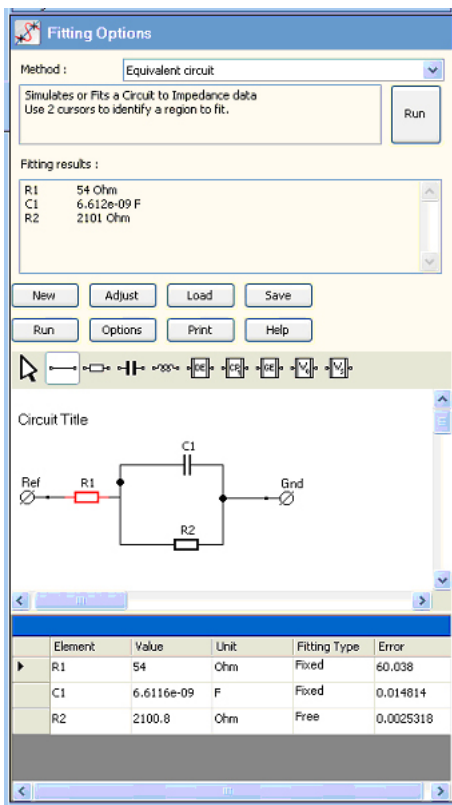 Fitting Options
Method : Equivalent circuit
Simulates or Fits a Circuit to Impedance data
Use 2 cursors to identify a region to fit.
Run
Fitting results :
R1 54 Ohm
C1 6.612e-09 F
R2 2101 Ohm
New Adjust Load Save
Run Options Print Help
DE CR GE
Circuit Title
C1
Ref R1 Gnd
R2
Element Value Unit Fitting Type Error
R1 54 Ohm Fixed 60.038
C1 6.6116e-09 F Fixed 0.014814
R2 2100.8 Ohm Free 0.0025318